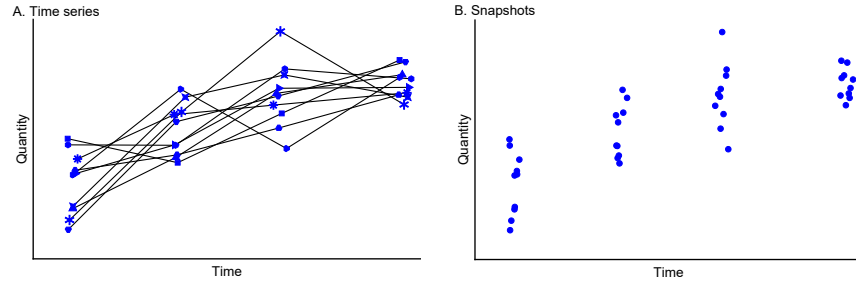 A. Time series
Quantity
Time
B. Snapshots
Quantity
Time